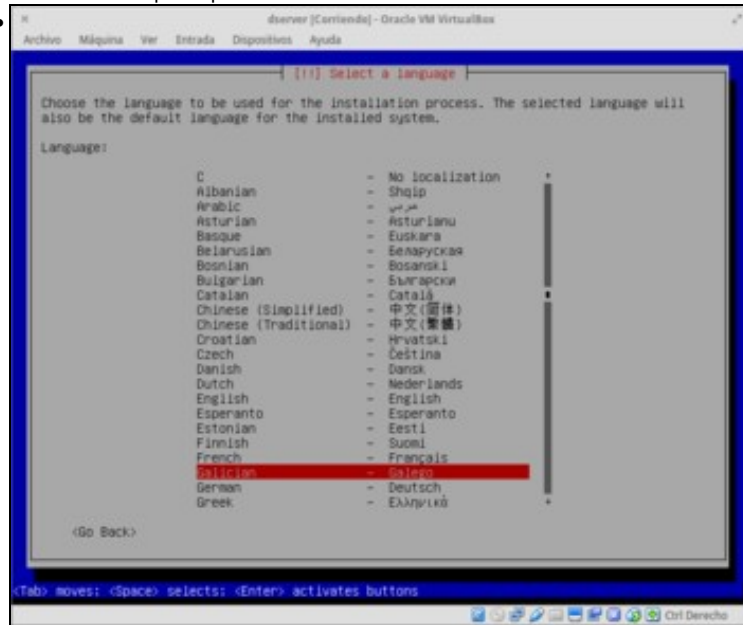 dserver [Corriendo] - Oracle VM VirtualBox
Archivo Máquina Ver Entrada Dispositivos Ayuda
[!!] Select a language
Choose the language to be used for the installation process. The selected language will
also be the default language for the installed system.
Language:
C - No localization
Albanian - Shqip
Arabic - عربي
Asturian - Asturianu
Basque - Euskara
Belarusian - Беларуская
Bosnian - Bosanski
Bulgarian - Български
Catalan - Català
Chinese (Simplified) - 中文(简体)
Chinese (Traditional) - 中文(繁體)
Croatian - Hrvatski
Czech - Čeština
Danish - Dansk
Dutch - Nederlands
English - English
Esperanto - Esperanto
Estonian - Eesti
Finnish - Suomi
French - Français
Galician - Galego
German - Deutsch
Greek - Ελληνικά
<Go Back>
<Tab> moves; <Space> selects; <Enter> activates buttons
Ctrl Derecho